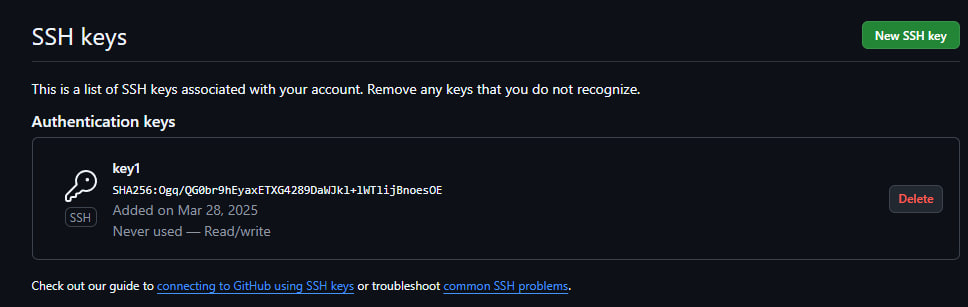 SSH keys
New SSH key
This is a list of SSH keys associated with your account. Remove any keys that you do not recognize.
Authentication keys
key1
SHA256:Ogq/QG0br9hEyaxETXG4289DaWJkl+lWTlijBnoesOE
Added on Mar 28, 2025
Never used — Read/write
SSH
Delete
Check out our guide to connecting to GitHub using SSH keys or troubleshoot common SSH problems.